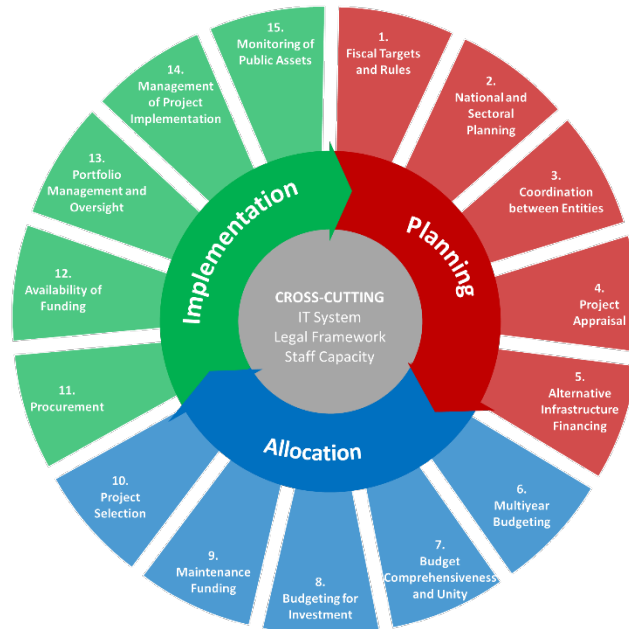 15.
Monitoring of
Public Assets
1.
Fiscal Targets
and Rules
2.
National and
Sectoral
Planning
3.
Coordination
between Entities
4.
Project
Appraisal
5.
Alternative
Infrastructure
Financing
6.
Multiyear
Budgeting
7.
Budget
Comprehensiveness
and Unity
8.
Budgeting for
Investment
9.
Maintenance
Funding
10.
Project
Selection
11.
Procurement
12.
Availability of
Funding
13.
Portfolio
Management and
Oversight
14.
Management
of Project
Implementation
Implementation
Planning
Allocation
CROSS-CUTTING
IT System
Legal Framework
Staff Capacity